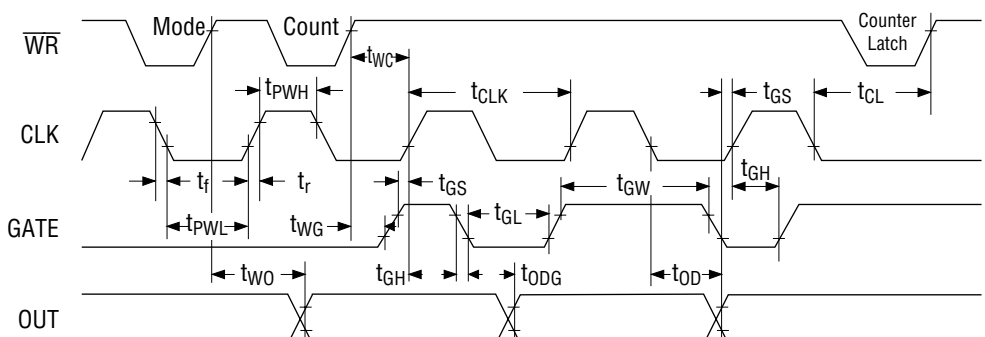 Mode Count Counter
WR Latch
tWC
tPWH tCLK tGS tCL
CLK
tf tr tGS tGW tGH
tPWL tWG tGL
GATE
tWO tGH tODG tOD
OUT